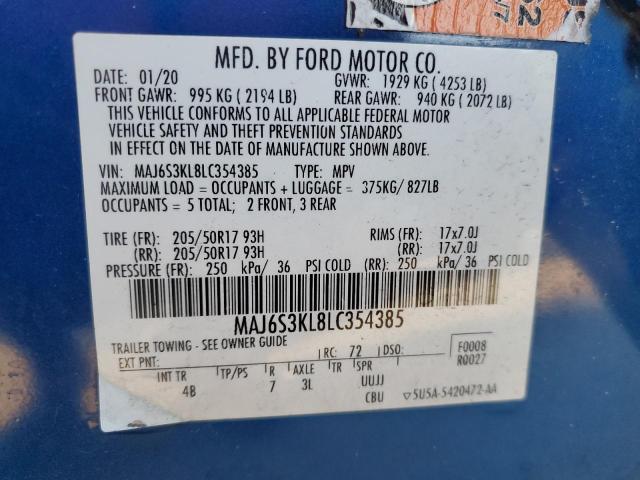 MFD. BY FORD MOTOR CO.
DATE: 01/20 GVWR: 1929 KG ( 4253 LB)
FRONT GAWR: 995 KG ( 2194 LB) REAR GAWR: 940 KG ( 2072 LB)
THIS VEHICLE CONFORMS TO ALL APPLICABLE FEDERAL MOTOR
VEHICLE SAFETY AND THEFT PREVENTION STANDARDS
IN EFFECT ON THE DATE OF MANUFACTURE SHOWN ABOVE.
VIN: MAJ6S3KL8LC354385 TYPE: MPV
MAXIMUM LOAD = OCCUPANTS + LUGGAGE = 375KG/ 827LB
OCCUPANTS = 5 TOTAL; 2 FRONT, 3 REAR
TIRE (FR): 205/50R17 93H RIMS (FR): 17x7.0J
(RR): 205/50R17 93H (RR): 17x7.0J
PRESSURE (FR): 250 kPa/ 36 PSI COLD (RR): 250 kPa/ 36 PSI COLD
MAJ6S3KL8LC354385
TRAILER TOWING - SEE OWNER GUIDE
EXT PNT: RC: 72 DSO: F0008
R0027
INT TR TP/PS R AXLE TR SPR
4B 7 3L UUJJ
CBU 5U5A-5420472-AA